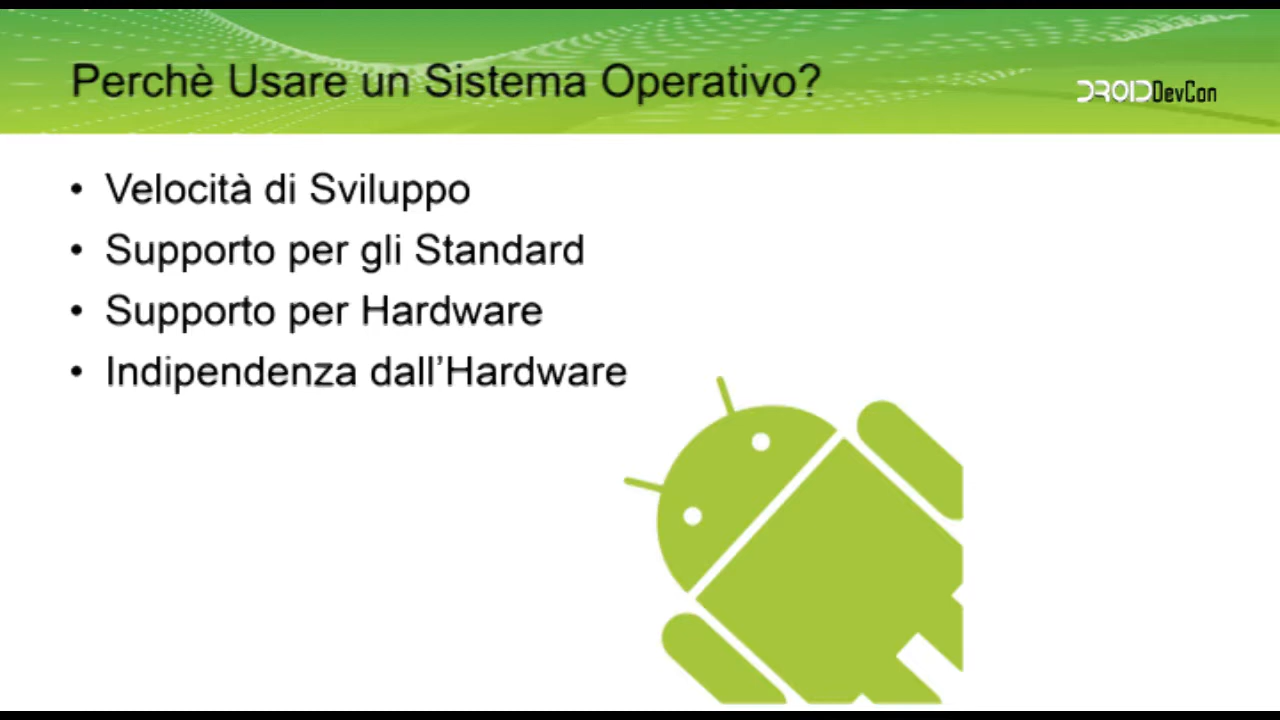 Perchè Usare un Sistema Operativo?
DROIDDevCon
• Velocità di Sviluppo
• Supporto per gli Standard
• Supporto per Hardware
• Indipendenza dall’Hardware